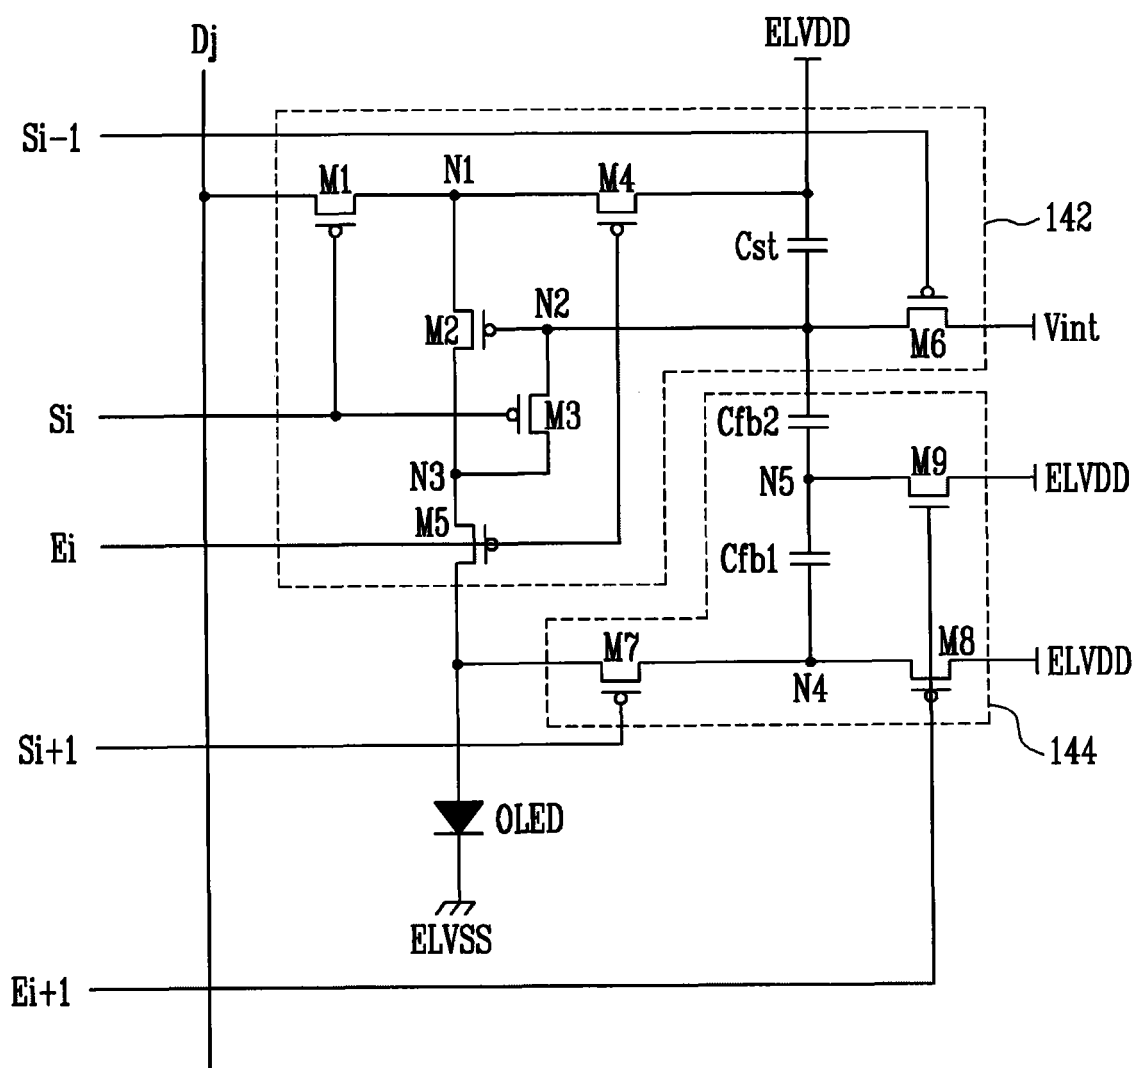 Dj
ELVDD
Si-1
M1
N1
M4
142
Cst
N2
M2
M6
Vint
Si
M3
Cfb2
N3
N5
M9
ELVDD
M5
Ei
Cfb1
M7
M8
N4
ELVDD
Si+1
144
OLED
ELVSS
Ei+1